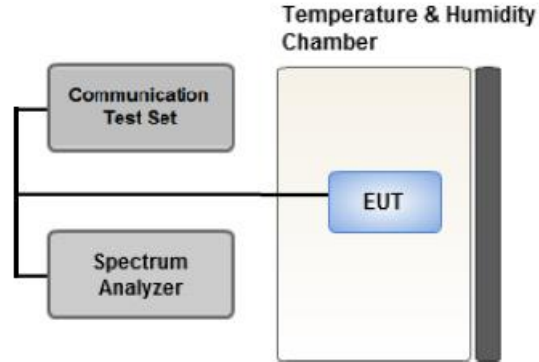 Temperature & Humidity
Chamber
Communication
Test Set
EUT
Spectrum
Analyzer